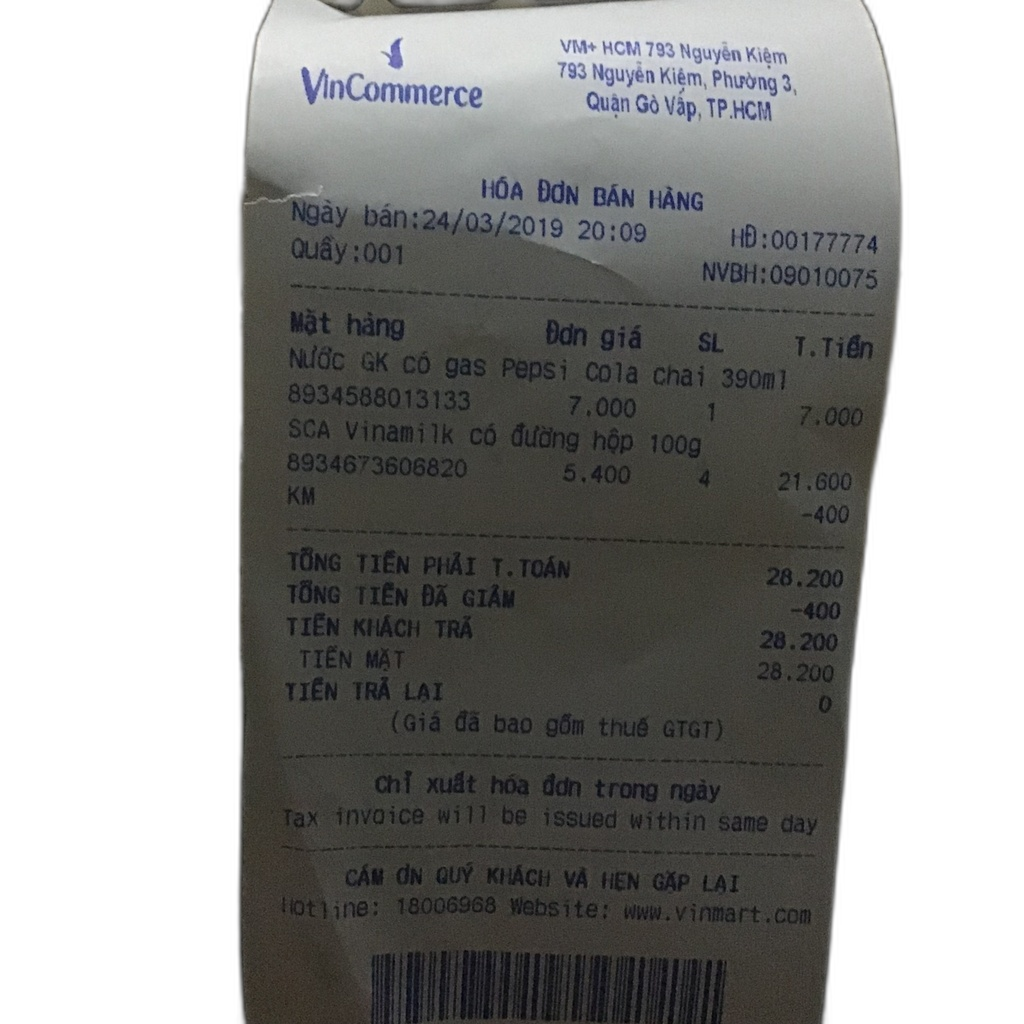 VinCommerce
VM+ HCM 793 Nguyễn Kiệm
793 Nguyễn Kiệm, Phường 3,
Quận Gò Vấp, TP.HCM
HÓA ĐƠN BÁN HÀNG
Ngày bán:24/03/2019 20:09 HĐ:00177774
Quầy:001 NVBH:09010075
Mặt hàng Đơn giá SL T.Tiền
Nước GK có gas Pepsi Cola chai 390ml
8934588013133 7.000 1 7.000
SCA Vinamilk có đường hộp 100g
8934673606820 5.400 4 21.600
KM -400
TỔNG TIỀN PHẢI T.TOÁN 28.200
TỔNG TIỀN ĐÃ GIẢM -400
TIỀN KHÁCH TRẢ 28.200
TIỀN MẶT 28.200
TIỀN TRẢ LẠI 0
(Giá đã bao gồm thuế GTGT)
Chỉ xuất hóa đơn trong ngày
Tax invoice will be issued within same day
CẢM ƠN QUÝ KHÁCH VÀ HẸN GẶP LẠI
Hotline: 18006968 Website: www.vinmart.com